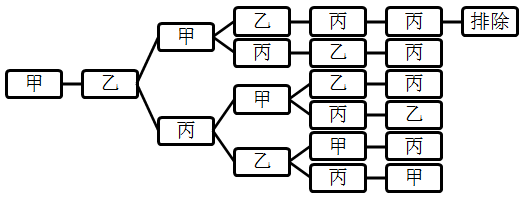 甲 乙 甲 乙 丙 丙 排除
丙 乙 丙
丙 甲 乙 丙
丙 乙
乙 甲 丙
丙 甲